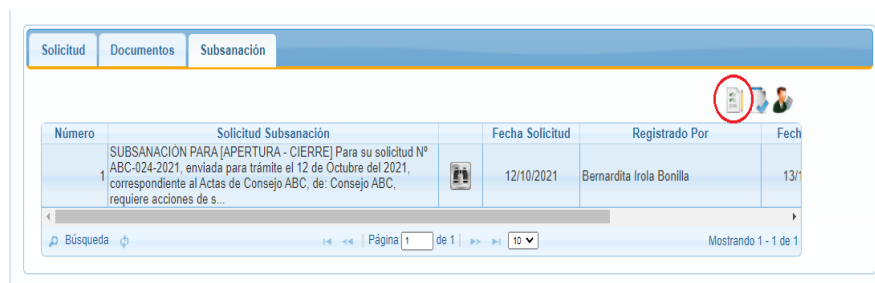 Solicitud Documentos Subsanación
Número Solicitud Subsanación Fecha Solicitud Registrado Por Fech
SUBSANACIÓN PARA [APERTURA - CIERRE] Para su solicitud Nº
ABC-024-2021, enviada para trámite el 12 de Octubre del 2021,
1 correspondiente al Actas de Consejo ABC, de: Consejo ABC, 12/10/2021 Bernardita Irola Bonilla 13/1
requiere acciones de s...
Búsqueda Página 1 de 1 10 Mostrando 1 - 1 de 1